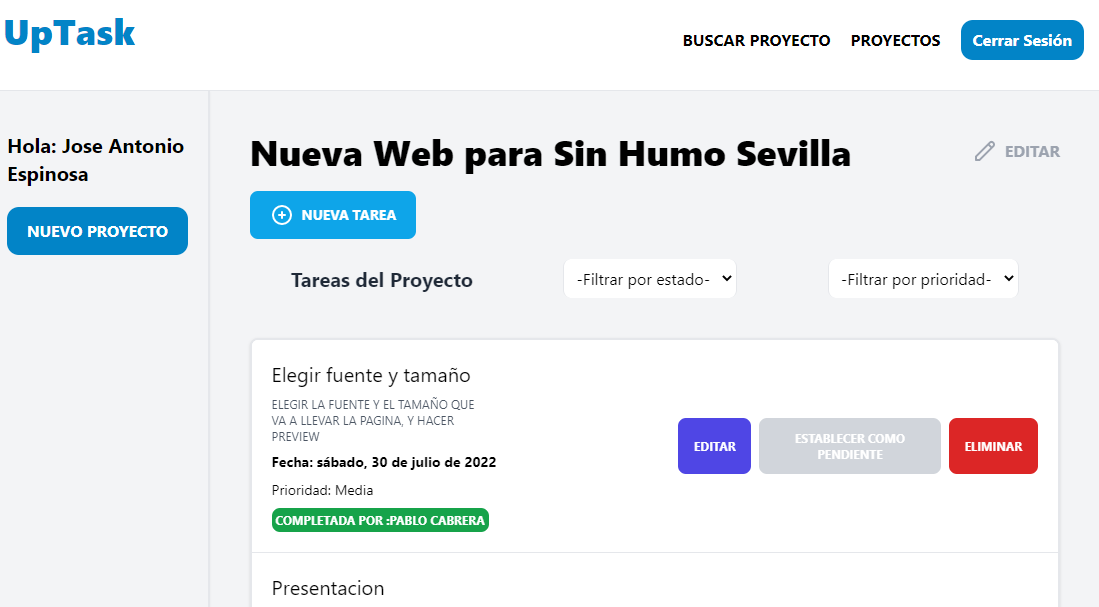 UpTask
BUSCAR PROYECTO
PROYECTOS
Cerrar Sesión
Hola: Jose Antonio
Espinosa
NUEVO PROYECTO
Nueva Web para Sin Humo Sevilla
EDITAR
NUEVA TAREA
Tareas del Proyecto
-Filtrar por estado-
-Filtrar por prioridad-
Elegir fuente y tamaño
ELEGIR LA FUENTE Y EL TAMAÑO QUE
VA A LLEVAR LA PAGINA, Y HACER
PREVIEW
Fecha: sábado, 30 de julio de 2022
Prioridad: Media
COMPLETADA POR :PABLO CABRERA
EDITAR
ESTABLECER COMO
PENDIENTE
ELIMINAR
Presentacion